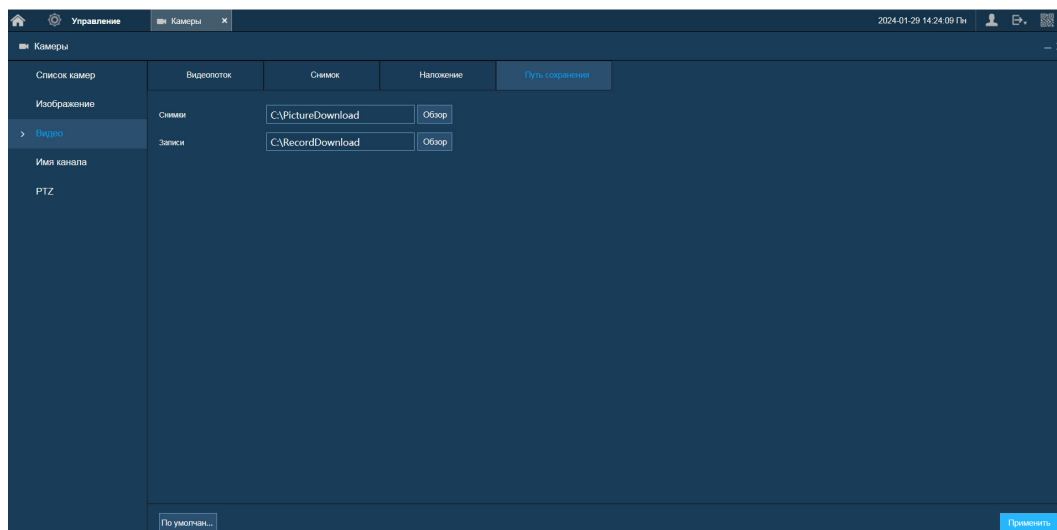 Управление
Камеры x
2024-01-29 14:24:09 Пн
Камеры
Список камер
Изображение
Видео
Имя канала
PTZ
Видеопоток
Снимок
Наложение
Путь сохранения
Снимки
C:\PictureDownload
Обзор
Записи
C:\RecordDownload
Обзор
По умолчан...
Применить